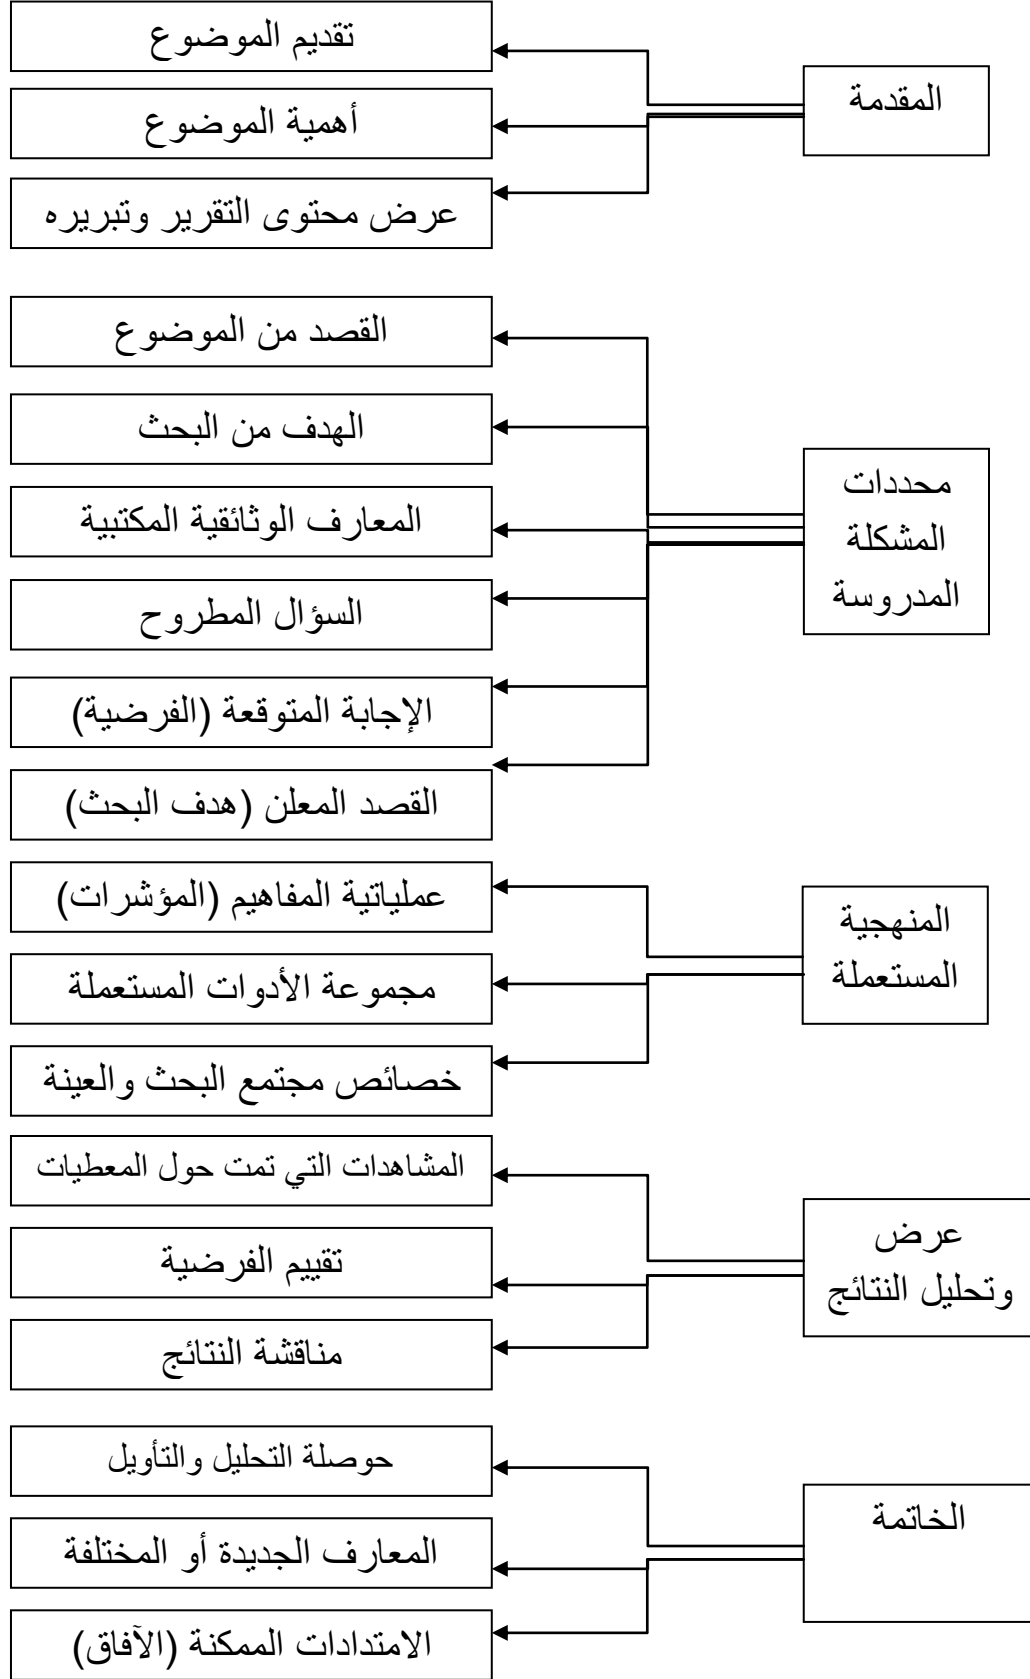 المقدمة
تقديم الموضوع
أهمية الموضوع
عرض محتوى التقرير وتبريره
محددات
المشكلة
المدروسة
القصد من الموضوع
الهدف من البحث
المعارف الوثائقية المكتبية
السؤال المطروح
الإجابة المتوقعة (الفرضية)
القصد المعلن (هدف البحث)
المنهجية
المستعملة
عملياتية المفاهيم (المؤشرات)
مجموعة الأدوات المستعملة
خصائص مجتمع البحث والعينة
عرض
وتحليل النتائج
المشاهدات التي تمت حول المعطيات
تقييم الفرضية
مناقشة النتائج
الخاتمة
حوصلة التحليل والتأويل
المعارف الجديدة أو المختلفة
الامتدادات الممكنة (الآفاق)